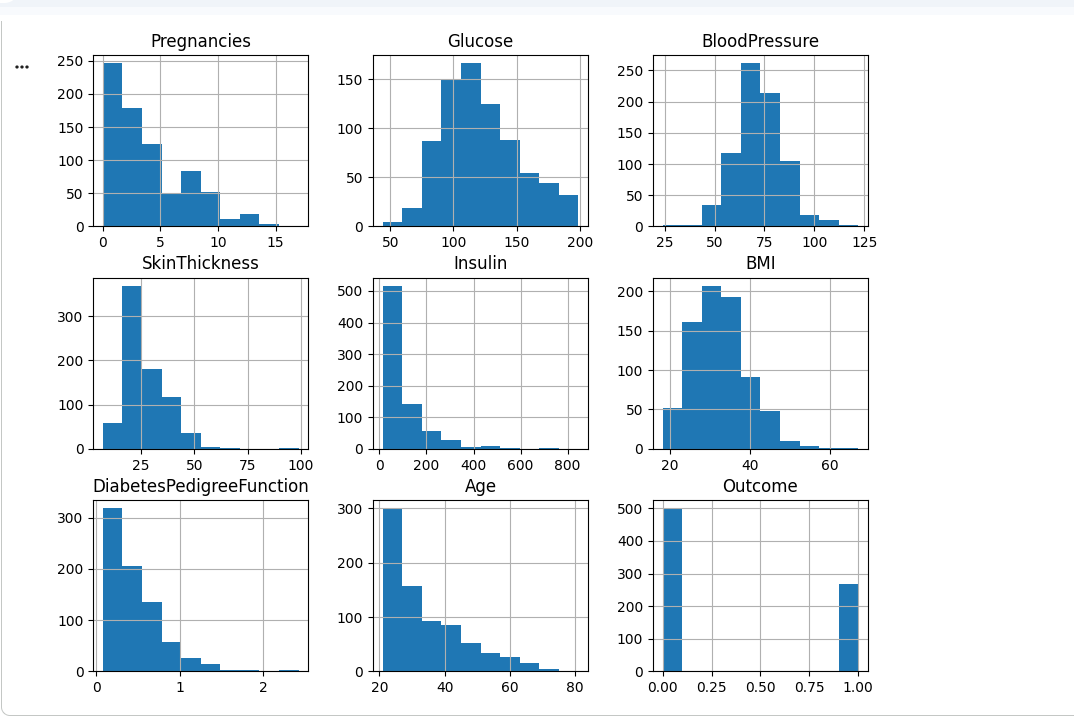 Pregnancies Glucose BloodPressure
250 200 150 100 50 0
0 5 10 15
150 100 50 0
50 100 150 200
250 200 150 100 50 0
25 50 75 100 125
SkinThickness Insulin BMI
300 200 100 0
25 50 75 100
500 400 300 200 100 0
0 200 400 600 800
200 150 100 50 0
20 40 60
DiabetesPedigreeFunction Age Outcome
300 200 100 0
0 1 2
300 200 100 0
20 40 60 80
500 400 300 200 100 0
0.00 0.25 0.50 0.75 1.00